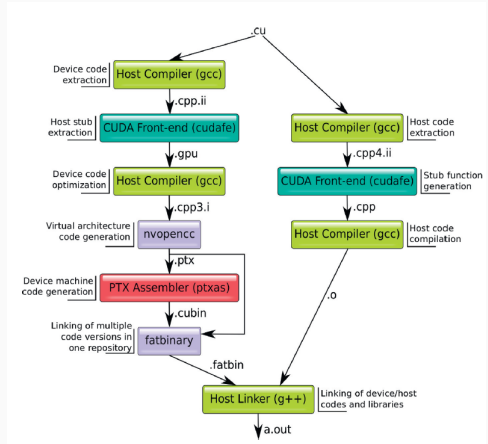 .cu
Device code
extraction
Host Compiler (gcc)
.cpp.ii
Host stub
extraction
CUDA Front-end (cudafe)
.gpu
Device code
optimization
Host Compiler (gcc)
.cpp3.i
Virtual architecture
code generation
nvopencc
.ptx
Device machine
code generation
PTX Assembler (ptxas)
.cubin
Linking of multiple
code versions in
one repository
fatbinary
.fatbin
Host Compiler (gcc)
Host code
extraction
.cpp4.ii
CUDA Front-end (cudafe)
Stub function
generation
.cpp
Host Compiler (gcc)
Host code
compilation
.o
Host Linker (g++)
Linking of device/host
codes and libraries
a.out